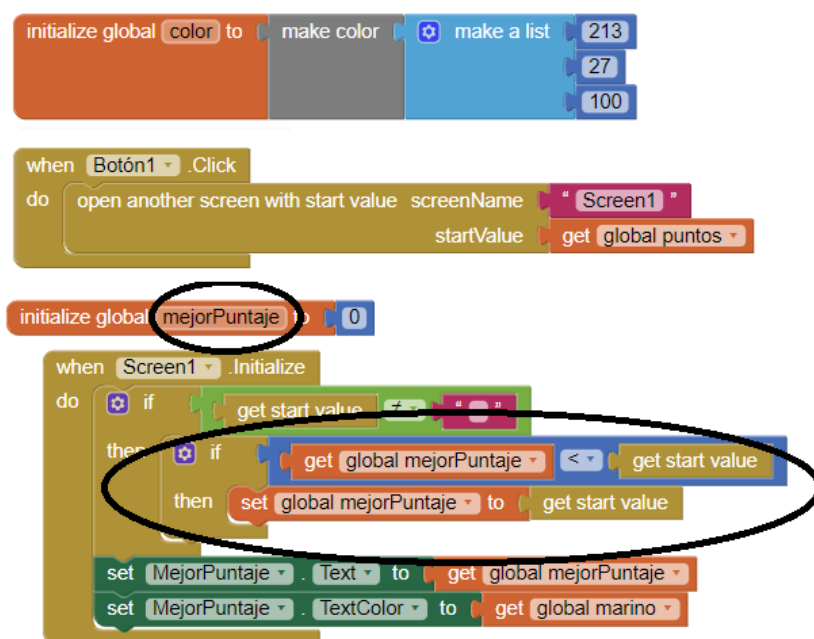 initialize global color to make color make a list 213
27
100
when Botón1 .Click
do open another screen with start value screenName " Screen1 "
startValue get global puntos
initialize global mejorPuntaje to 0
when Screen1 .Initialize
do if get start value ≠ " "
then if get global mejorPuntaje < get start value
then set global mejorPuntaje to get start value
set MejorPuntaje . Text to get global mejorPuntaje
set MejorPuntaje . TextColor to get global marino